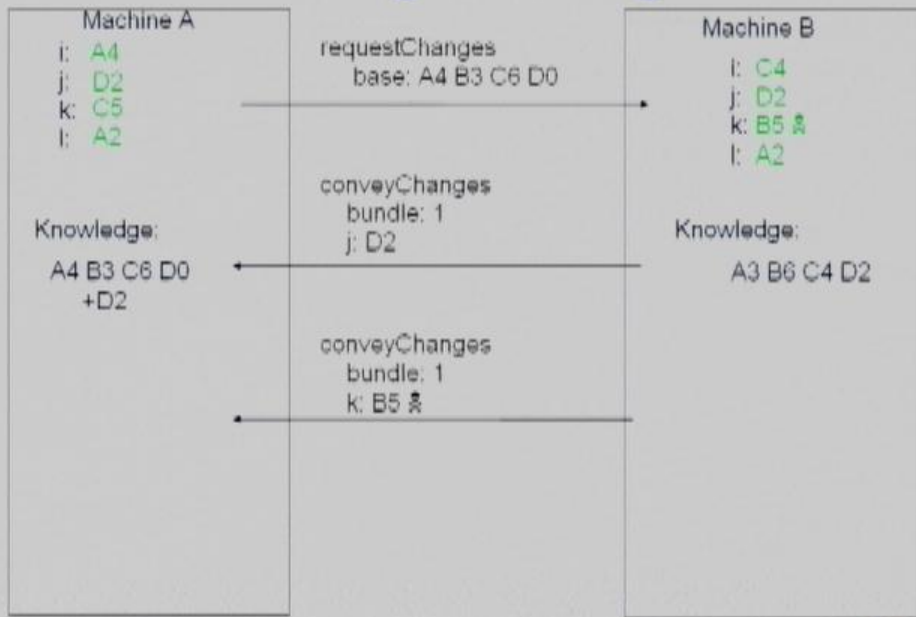 Machine A
i: A4
j: D2
k: C5
l: A2
Knowledge:
A4 B3 C6 D0
+D2
requestChanges
base: A4 B3 C6 D0
conveyChanges
bundle: 1
j: D2
conveyChanges
bundle: 1
k: B5 ☠
Machine B
i: C4
j: D2
k: B5 ☠
l: A2
Knowledge:
A3 B6 C4 D2